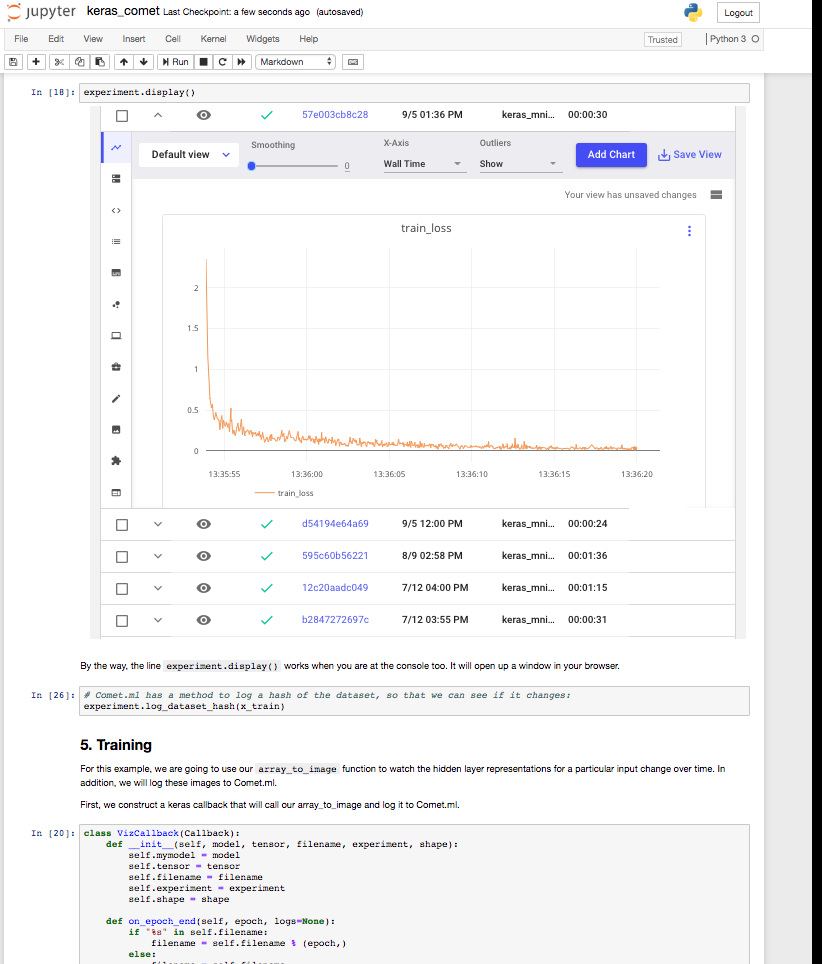 jupyter keras_comet Last Checkpoint: a few seconds ago (autosaved)
Logout
File Edit View Insert Cell Kernel Widgets Help
Trusted Python 3
Run Markdown
In [18]: experiment.display()
57e003cb8c28 9/5 01:36 PM keras_mni... 00:00:30
Default view Smoothing 0 X-Axis Wall Time Outliers Show Add Chart Save View
Your view has unsaved changes
train_loss
2
1.5
1
0.5
0
13:35:55 13:36:00 13:36:05 13:36:10 13:36:15 13:36:20
train_loss
d54194e64a69 9/5 12:00 PM keras_mni... 00:00:24
595c60b56221 8/9 02:58 PM keras_mni... 00:01:36
12c20aadc049 7/12 04:00 PM keras_mni... 00:01:15
b2847272697c 7/12 03:55 PM keras_mni... 00:00:31
By the way, the line experiment.display() works when you are at the console too. It will open up a window in your browser.
In [26]: # Comet.ml has a method to log a hash of the dataset, so that we can see if it changes:
experiment.log_dataset_hash(x_train)
5. Training
For this example, we are going to use our array_to_image function to watch the hidden layer representations for a particular input change over time. In
addition, we will log these images to Comet.ml.
First, we construct a keras callback that will call our array_to_image and log it to Comet.ml.
In [20]: class VizCallback(Callback):
def __init__(self, model, tensor, filename, experiment, shape):
self.mymodel = model
self.tensor = tensor
self.filename = filename
self.experiment = experiment
self.shape = shape
def on_epoch_end(self, epoch, logs=None):
if "%s" in self.filename:
filename = self.filename % (epoch,)
else: